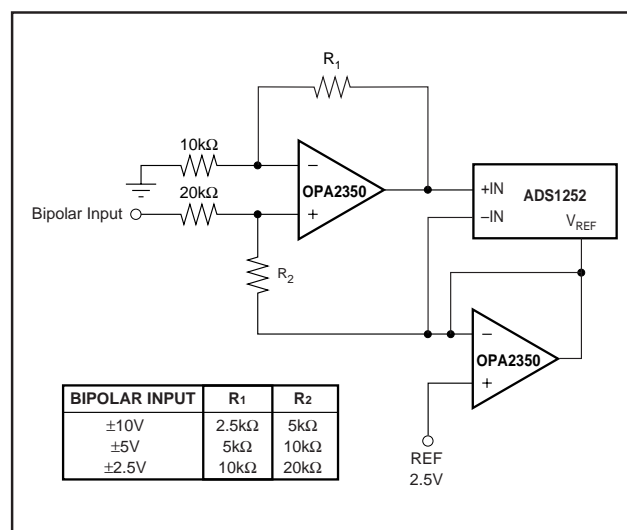 R1
10kΩ
20kΩ
Bipolar Input
−
+
OPA2350
R2
+IN
−IN
ADS1252
VREF
−
+
OPA2350
REF
2.5V
BIPOLAR INPUT R1 R2
±10V 2.5kΩ 5kΩ
±5V 5kΩ 10kΩ
±2.5V 10kΩ 20kΩ